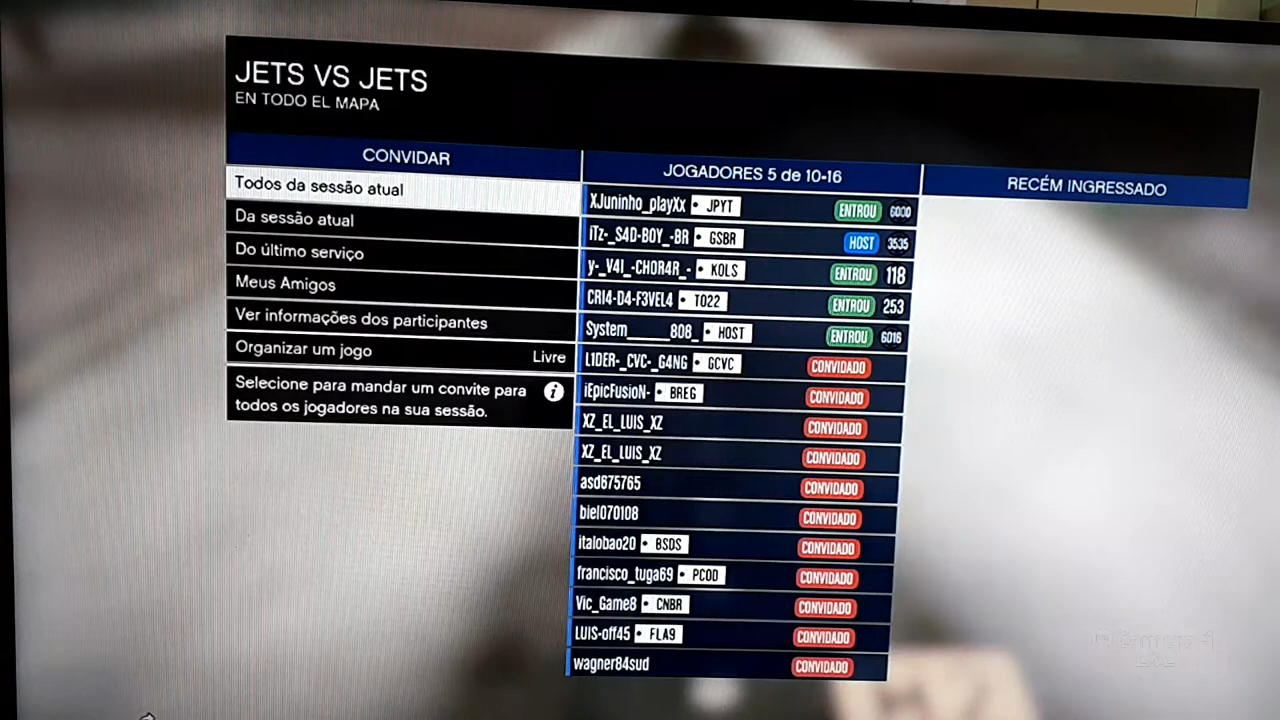 JETS VS JETS
EN TODO EL MAPA
CONVIDAR
Todos da sessão atual
Da sessão atual
Do último serviço
Meus Amigos
Ver informações dos participantes
Organizar um jogo Livre
Selecione para mandar um convite para
todos os jogadores na sua sessão.
JOGADORES 5 de 10-16
XJuninho_playXx • JPYT ENTROU 6000
iTz-_S4D-BOY_-BR • GSBR HOST 3535
y-_V4I_-CHOR4R_- • KOLS ENTROU 118
CRI4-D4-F3VEL4 • TO22 ENTROU 253
System_____808_ • HOST ENTROU 6016
L1DER-_CVC-_G4NG • GCVC CONVIDADO
iEpicFusioN- • BREG CONVIDADO
XZ_EL_LUIS_XZ CONVIDADO
XZ_EL_LUIS_XZ CONVIDADO
asd675765 CONVIDADO
biel070108 CONVIDADO
italobao20 • BSDS CONVIDADO
francisco_tuga69 • PCOD CONVIDADO
Vic_Game8 • CNBR CONVIDADO
LUIS-off45 • FLA9 CONVIDADO
wagner84sud CONVIDADO
RECÉM INGRESSADO